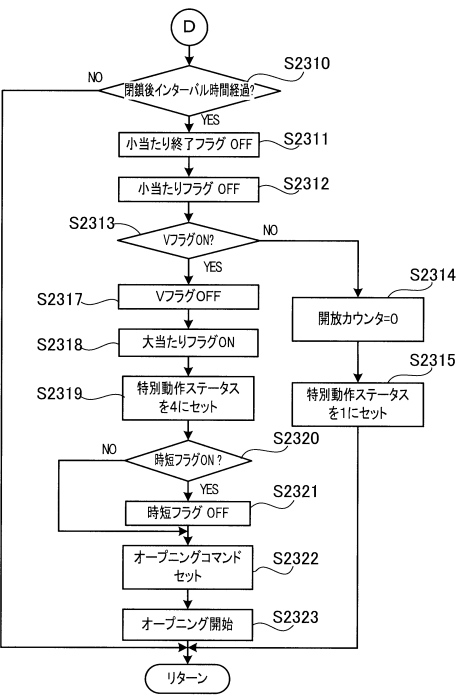 D
S2310
NO
閉鎖後インターバル時間経過?
YES
S2311
小当たり終了フラグ OFF
S2312
小当たりフラグ OFF
S2313
VフラグON?
NO
YES
S2314
S2317
VフラグOFF
開放カウンタ=0
S2318
大当たりフラグON
S2315
S2319
特別動作ステータス
を4にセット
特別動作ステータス
を1にセット
S2320
NO
時短フラグON?
YES
S2321
時短フラグ OFF
オープニングコマンド
セット
S2322
S2323
オープニング開始
リターン